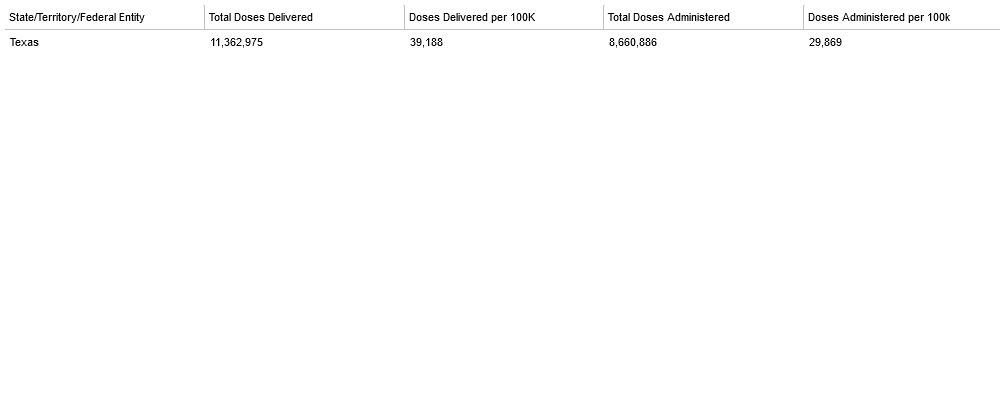 State/Territory/Federal Entity Total Doses Delivered Doses Delivered per 100K Total Doses Administered Doses Administered per 100k
Texas 11,362,975 39,188 8,660,886 29,869